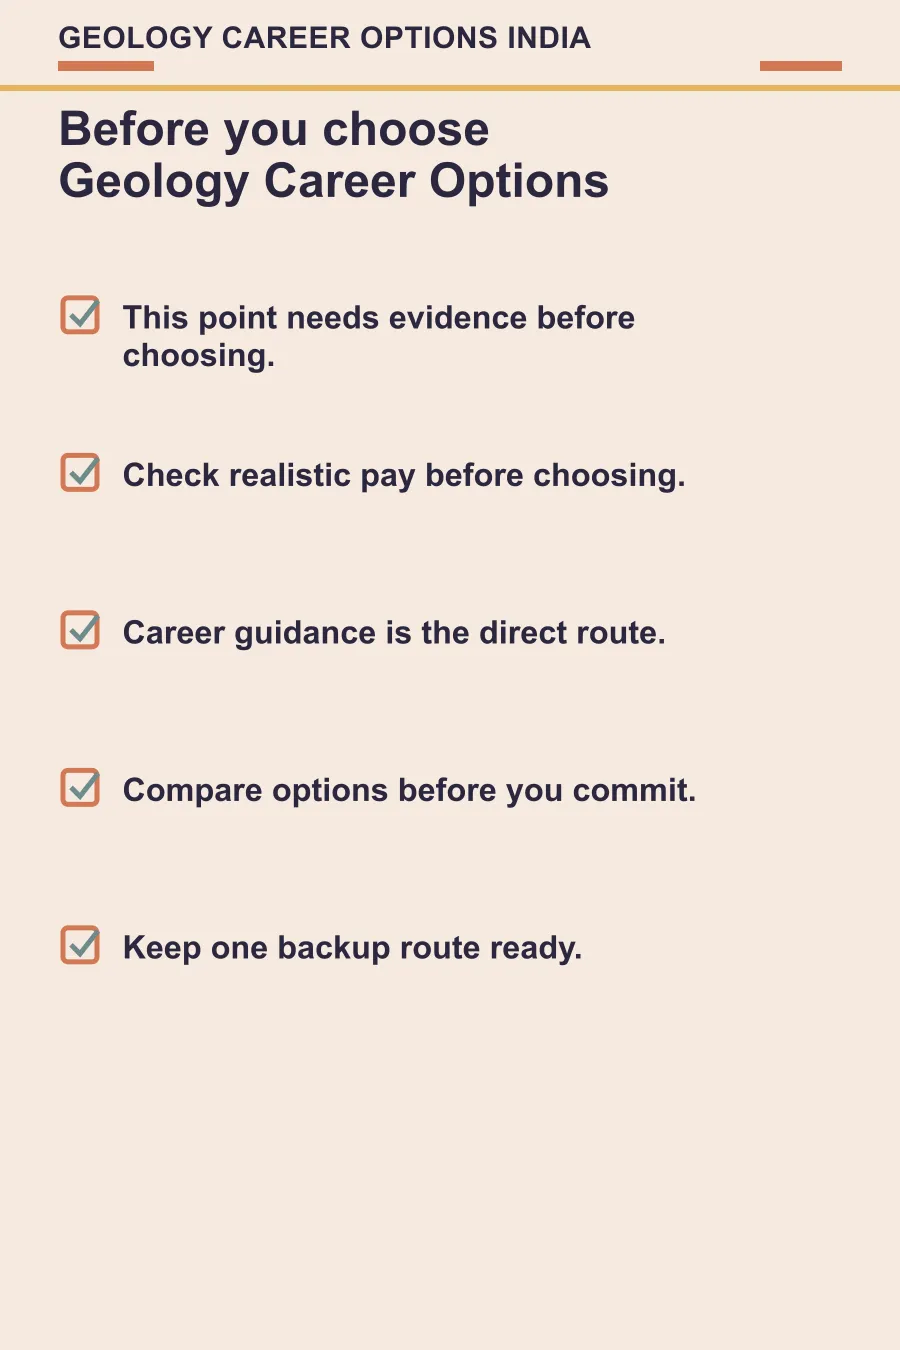 GEOLOGY CAREER OPTIONS INDIA
Before you choose
Geology Career Options
This point needs evidence before
choosing.
Check realistic pay before choosing.
Career guidance is the direct route.
Compare options before you commit.
Keep one backup route ready.